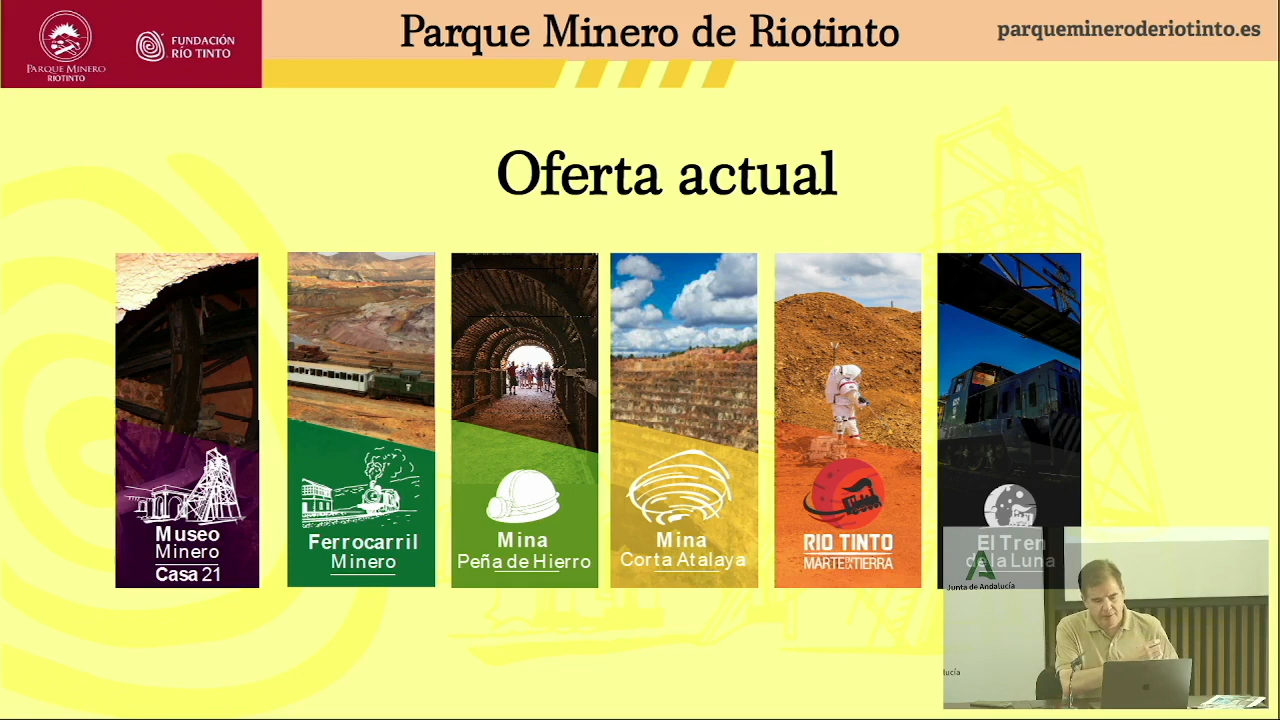 PARQUE MINERO
RIOTINTO
FUNDACIÓN
RÍO TINTO
Parque Minero de Riotinto
parquemineroderiotinto.es
Oferta actual
Museo
Minero
Casa 21
Ferrocarril
Minero
Mina
Peña de Hierro
Mina
Corta Atalaya
RIO TINTO
MARTE EN LA TIERRA
El Tren
de la Luna
Junta de Andalucía
lucía